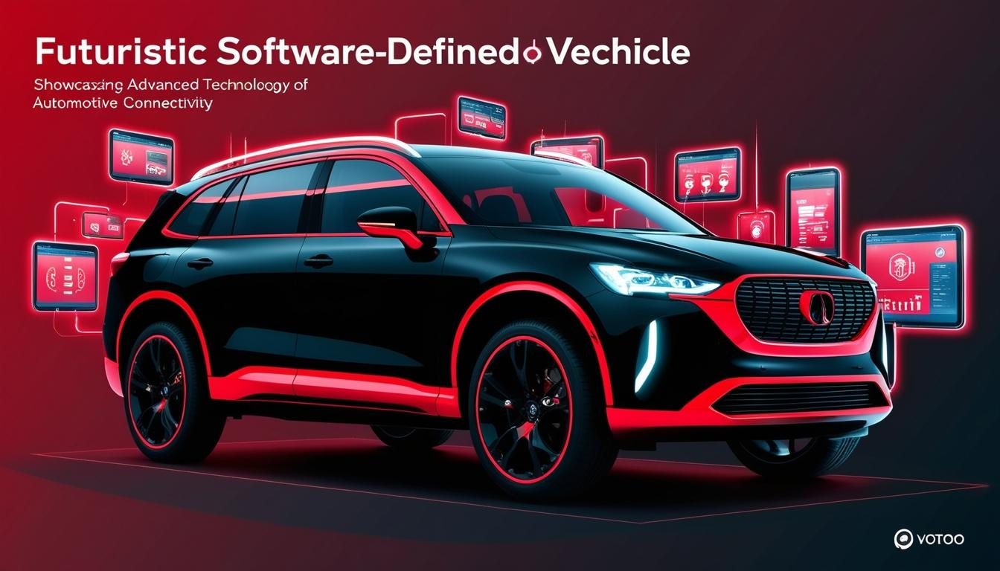 Futuristic Software-Defined Vechicle
Showcasing Advanced Technology of
Automotive Connectivity
VOTOO